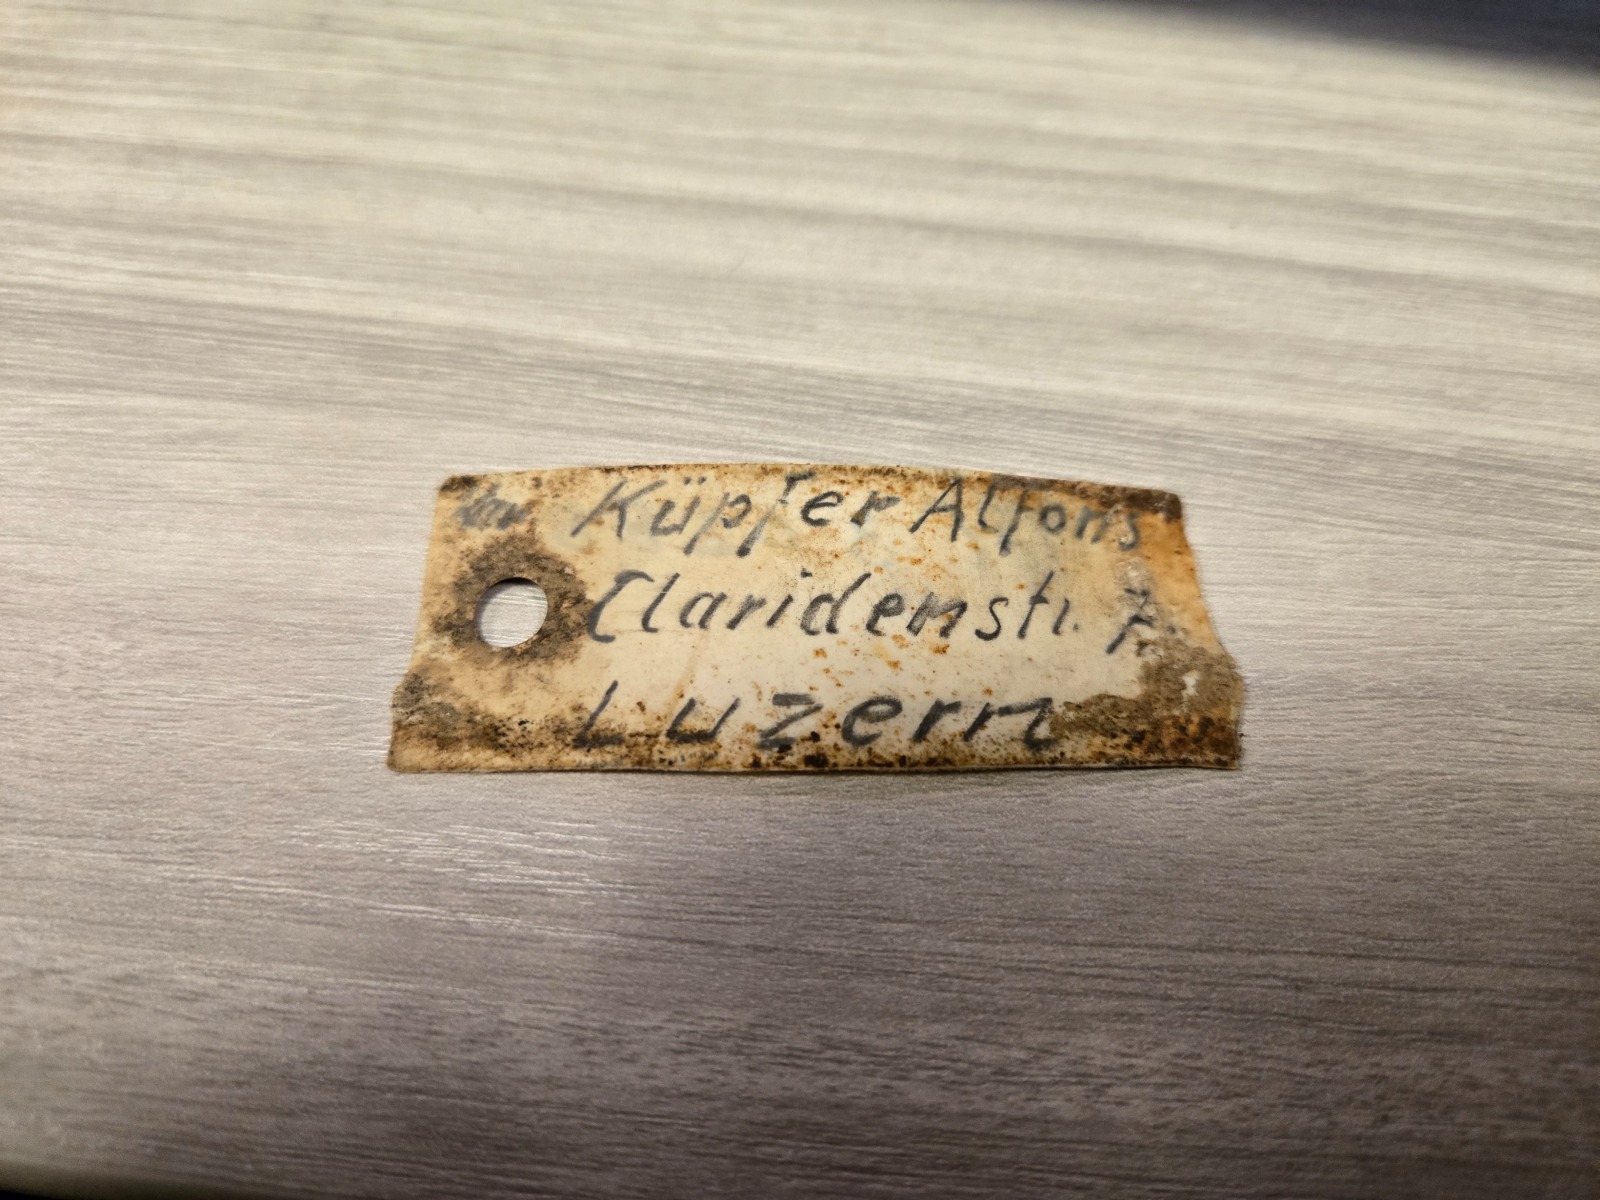 Küpfer Alfons
Claridenstr. 7
Luzern